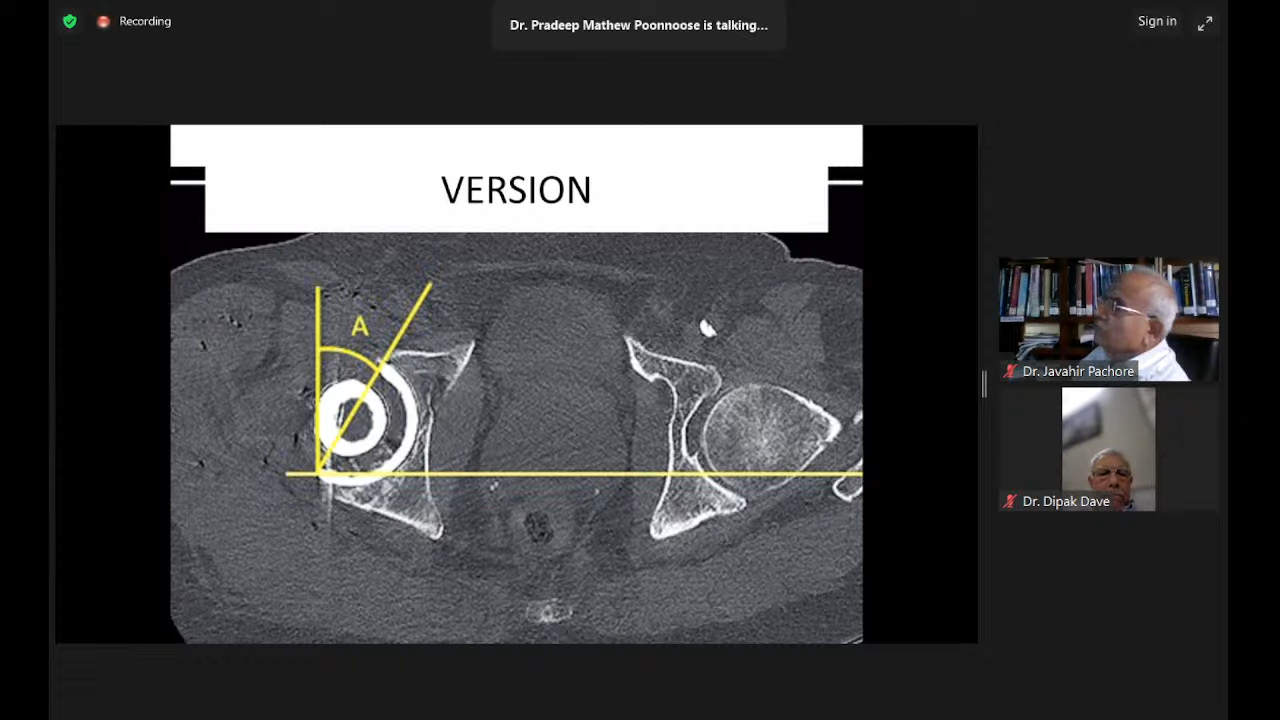 Recording
Dr. Pradeep Mathew Poonnoose is talking...
Sign in
VERSION
A
Dr. Javahir Pachore
Dr. Dipak Dave